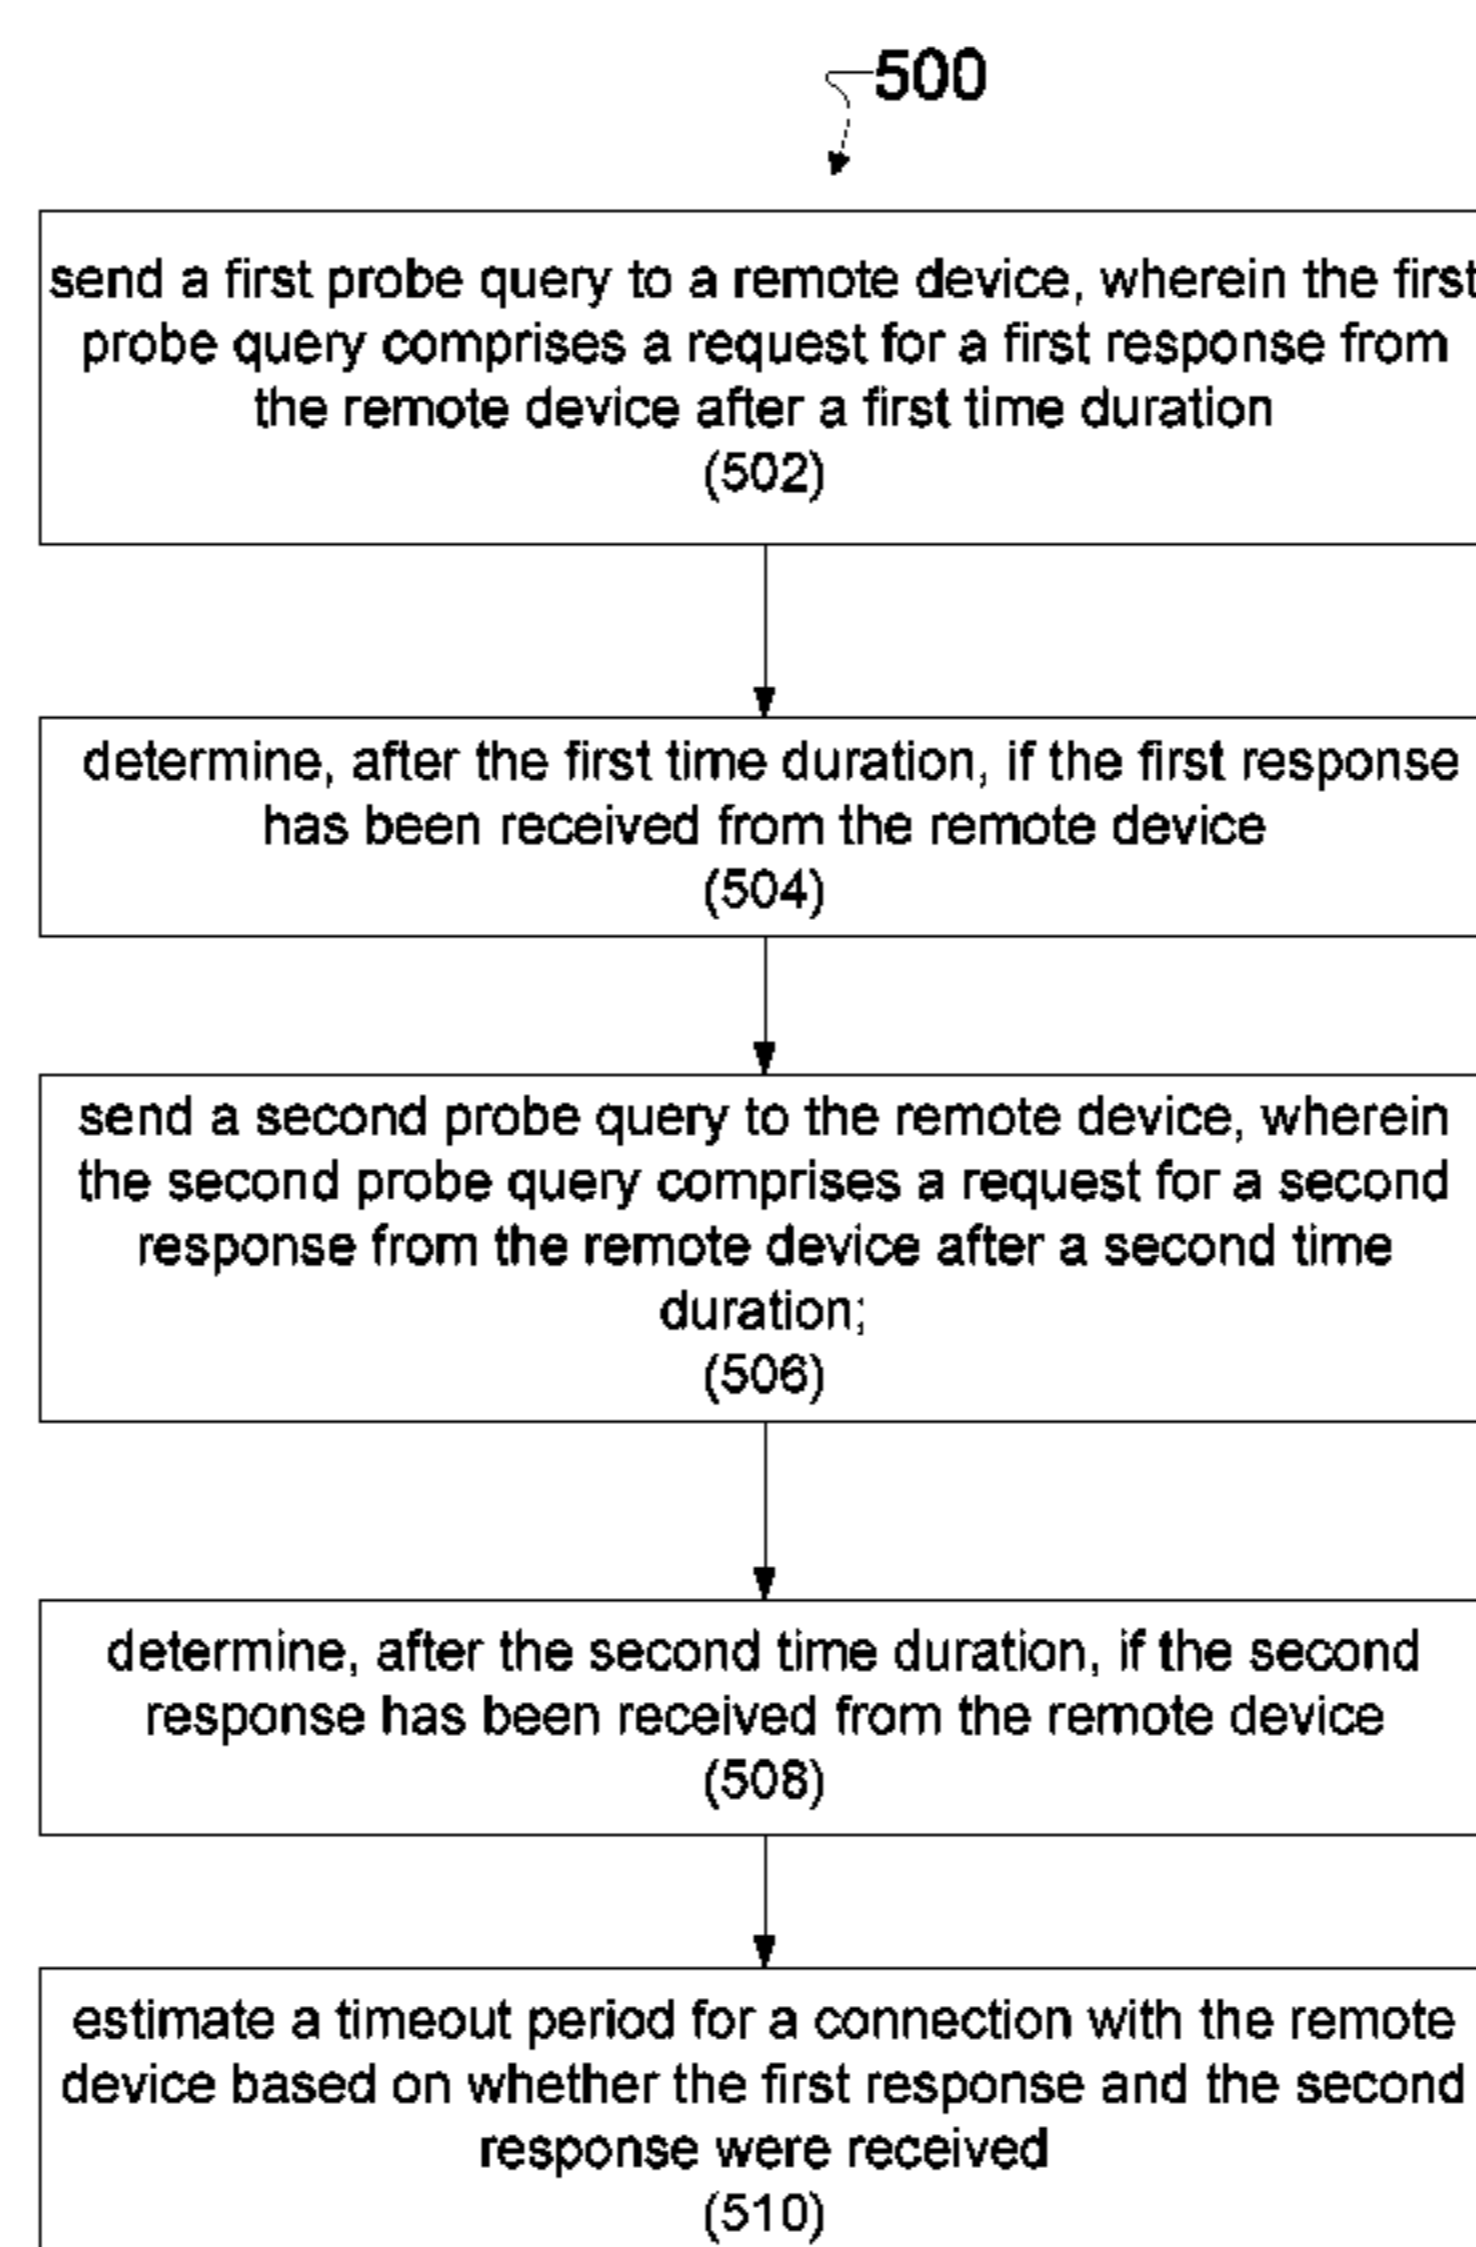 500
send a first probe query to a remote device, wherein the first
probe query comprises a request for a first response from
the remote device after a first time duration
(502)
determine, after the first time duration, if the first response
has been received from the remote device
(504)
send a second probe query to the remote device, wherein
the second probe query comprises a request for a second
response from the remote device after a second time
duration;
(506)
determine, after the second time duration, if the second
response has been received from the remote device
(508)
estimate a timeout period for a connection with the remote
device based on whether the first response and the second
response were received
(510)